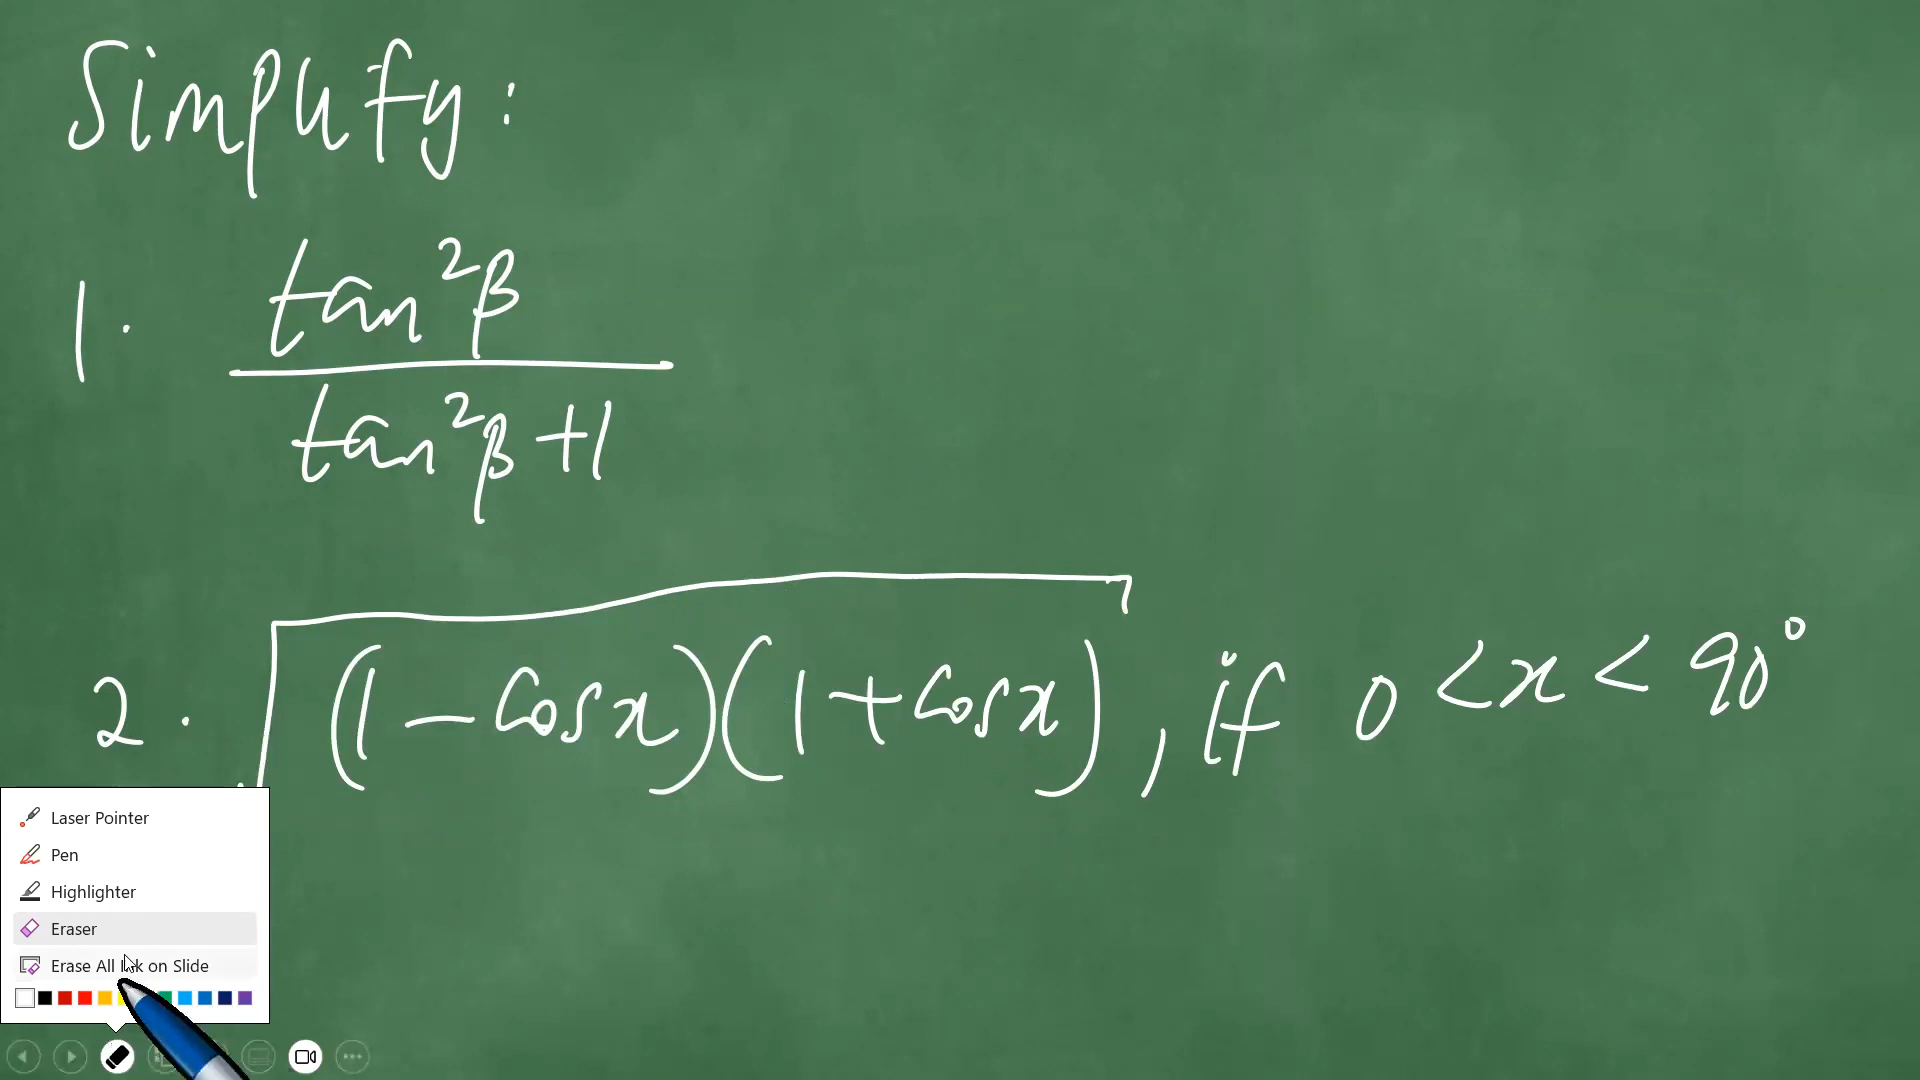 Simplify:
1. tan²β / tan²β+1
2. √(1-Cosx)(1+Cosx), if 0<x<90°
Laser Pointer
Pen
Highlighter
Eraser
Erase All Ink on Slide